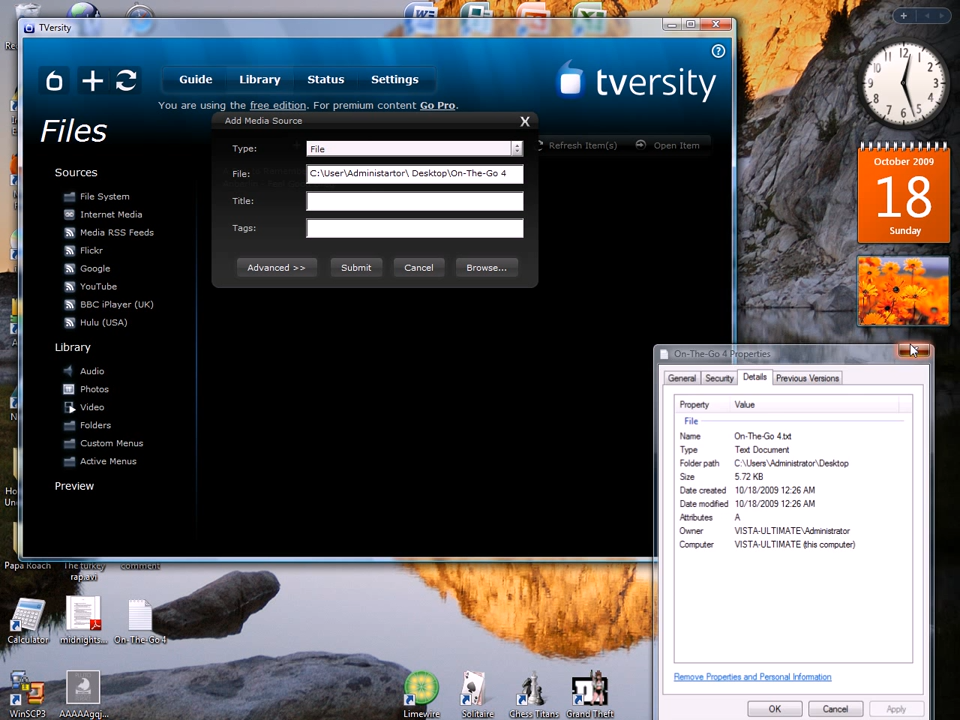 TVersity
Guide Library Status Settings
tversity
You are using the free edition. For premium content Go Pro.
Files
Add Media Source X
Refresh Item(s) Open Item
Type: File
File: C:\User\Administartor\ Desktop\On-The-Go 4
Title:
Tags:
Advanced >> Submit Cancel Browse...
Sources
File System
Internet Media
Media RSS Feeds
Flickr
Google
YouTube
BBC iPlayer (UK)
Hulu (USA)
Library
Audio
Photos
Video
Folders
Custom Menus
Active Menus
Preview
October 2009
18
Sunday
On-The-Go 4 Properties
General Security Details Previous Versions
Property Value
File
Name On-The-Go 4.txt
Type Text Document
Folder path C:\Users\Administrator\Desktop
Size 5.72 KB
Date created 10/18/2009 12:26 AM
Date modified 10/18/2009 12:26 AM
Attributes A
Owner VISTA-ULTIMATE\Administrator
Computer VISTA-ULTIMATE (this computer)
Remove Properties and Personal Information
OK Cancel Apply
Papa Roach The turkey comment
rap.avi
Calculator midnights... On-The-Go 4
WinSCP3 AAAAAgqj... Limewire Solitaire Chess Titans Grand Theft